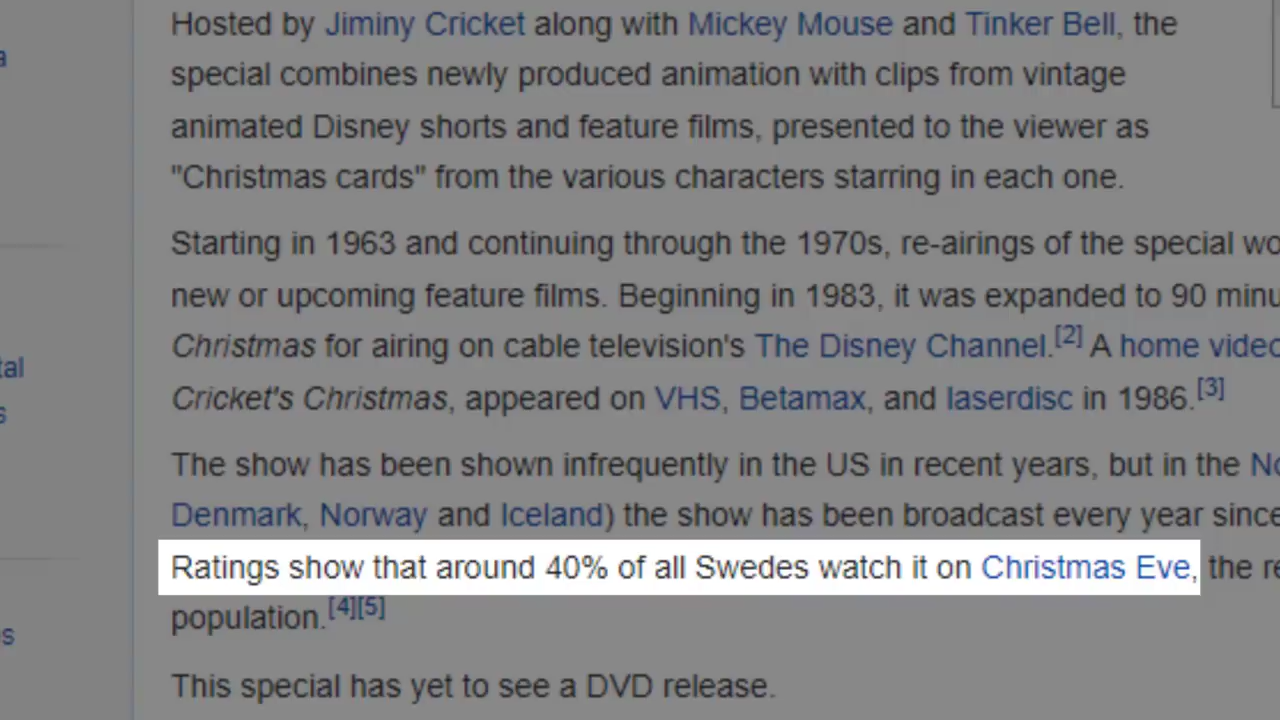 Hosted by Jiminy Cricket along with Mickey Mouse and Tinker Bell, the
special combines newly produced animation with clips from vintage
animated Disney shorts and feature films, presented to the viewer as
"Christmas cards" from the various characters starring in each one.
Starting in 1963 and continuing through the 1970s, re-airings of the special
new or upcoming feature films. Beginning in 1983, it was expanded to 90
Christmas for airing on cable television's The Disney Channel.[2] A home video
Cricket's Christmas, appeared on VHS, Betamax, and laserdisc in 1986.[3]
The show has been shown infrequently in the US in recent years, but in the
Denmark, Norway and Iceland) the show has been broadcast every year since
Ratings show that around 40% of all Swedes watch it on Christmas Eve, the
population.[4][5]
This special has yet to see a DVD release.